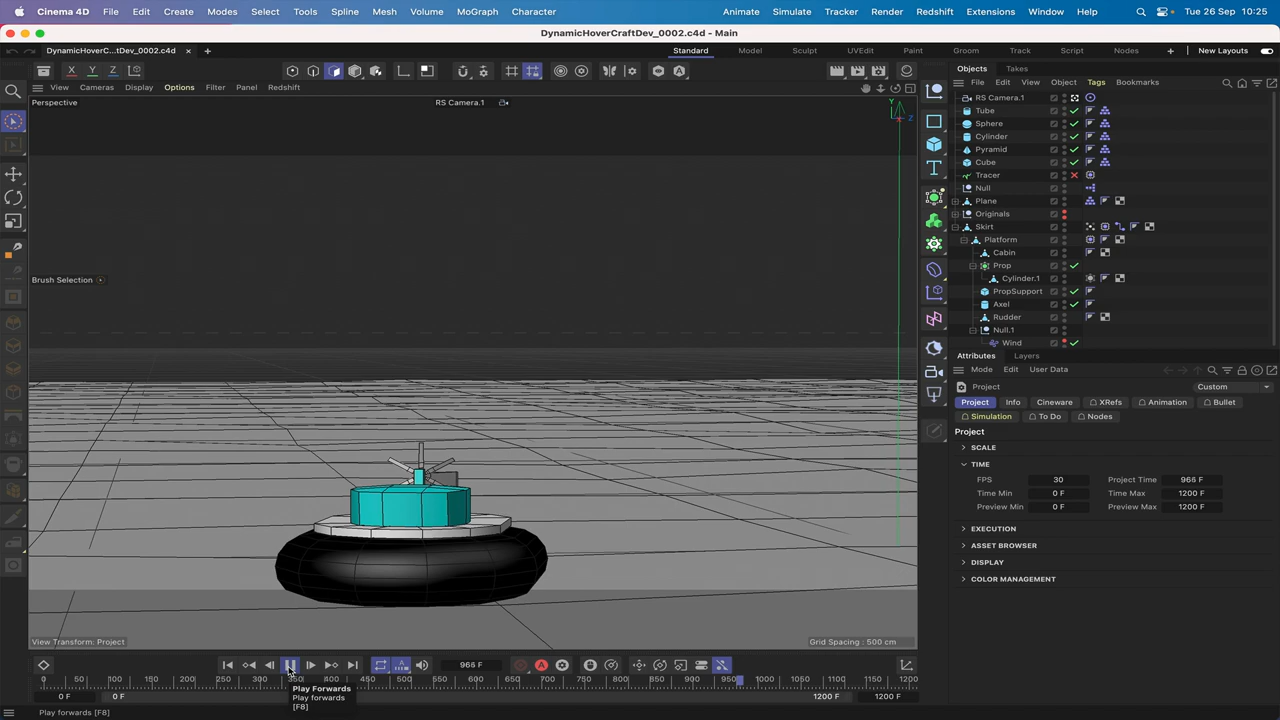 Cinema 4D File Edit Create Modes Select Tools Spline Mesh Volume MoGraph Character Animate Simulate Tracker Render Redshift Extensions Window Help Tue 26 Sep 10:25
DynamicHoverCraftDev_0002.c4d - Main
DynamicHoverC...tDev_0002.c4d Standard Model Sculpt UVEdit Paint Groom Track Script Nodes New Layouts
X Y Z
Objects Takes
File Edit View Object Tags Bookmarks
View Cameras Display Options Filter Panel Redshift
Perspective RS Camera.1
Y
Z
Brush Selection
RS Camera.1
Tube
Sphere
Cylinder
Pyramid
Cube
Tracer
Null
Plane
Originals
Skirt
Platform
Cabin
Prop
Cylinder.1
PropSupport
Axel
Rudder
Null.1
Wind
Attributes Layers
Mode Edit User Data
Project Custom
Project Info Cineware XRefs Animation Bullet
Simulation To Do Nodes
Project
SCALE
TIME
FPS 30 Project Time 966 F
Time Min 0 F Time Max 1200 F
Preview Min 0 F Preview Max 1200 F
EXECUTION
ASSET BROWSER
DISPLAY
COLOR MANAGEMENT
View Transform: Project Grid Spacing : 500 cm
966 F
0 50 100 150 200 250 300 350 400 450 500 550 600 650 700 750 800 850 900 950 1000 1050 1100 1150 1200
0 F 0 F 1200 F 1200 F
Play Forwards
Play forwards
[F8]
Play forwards [F8]